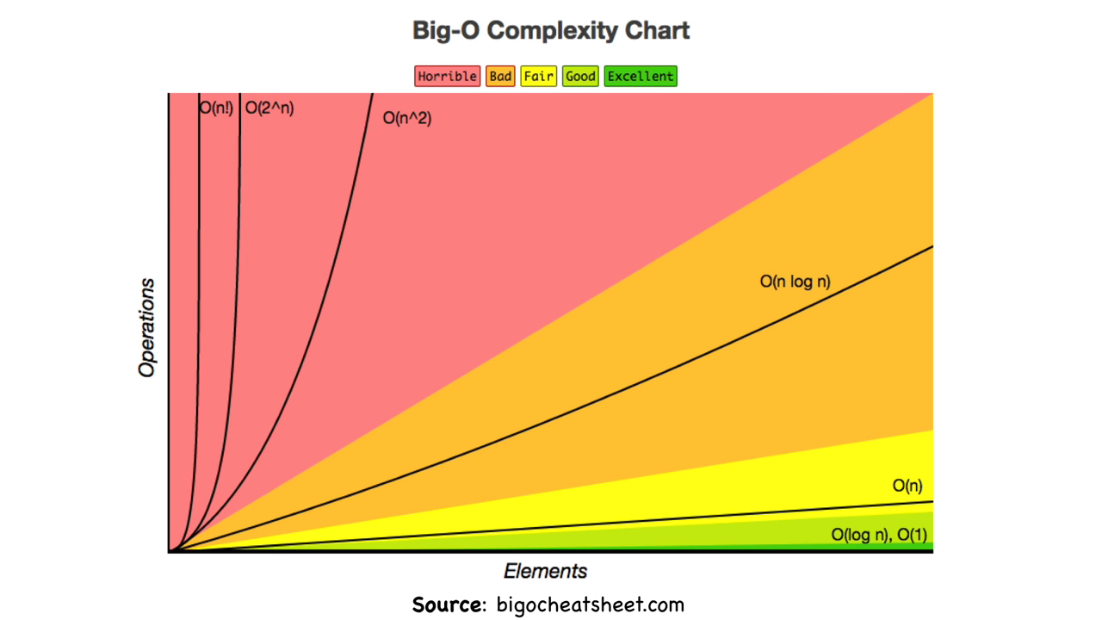 Big-O Complexity Chart
Horrible Bad Fair Good Excellent
O(n!) O(2^n)
O(n^2)
O(n log n)
O(n)
O(log n), O(1)
Operations
Elements
Source: bigocheatsheet.com